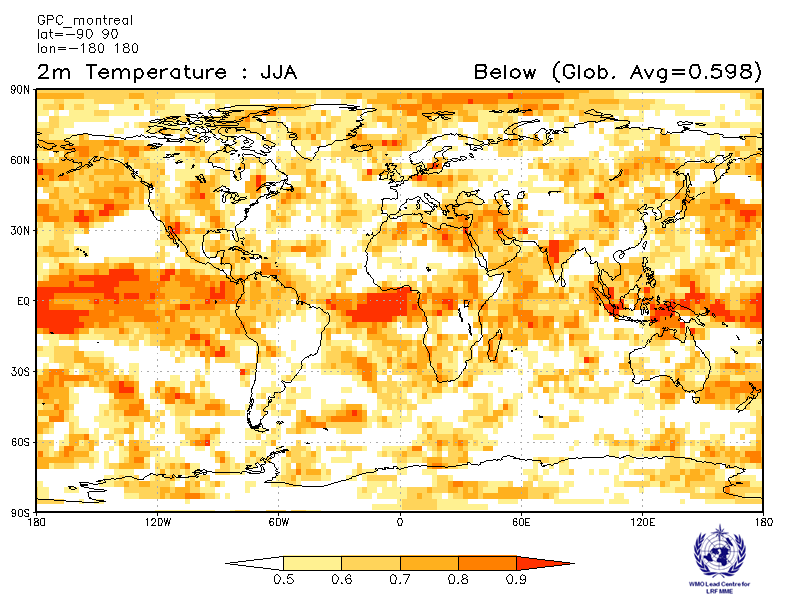 GPC_montreal
lat=-90 90
lon=-180 180
2m Temperature : JJA Below (Glob. Avg=0.598)
90N
60N
30N
EQ
30S
60S
90S
180 120W 60W 0 60E 120E 180
0.5 0.6 0.7 0.8 0.9
WMO Lead Centre for
LRF MME